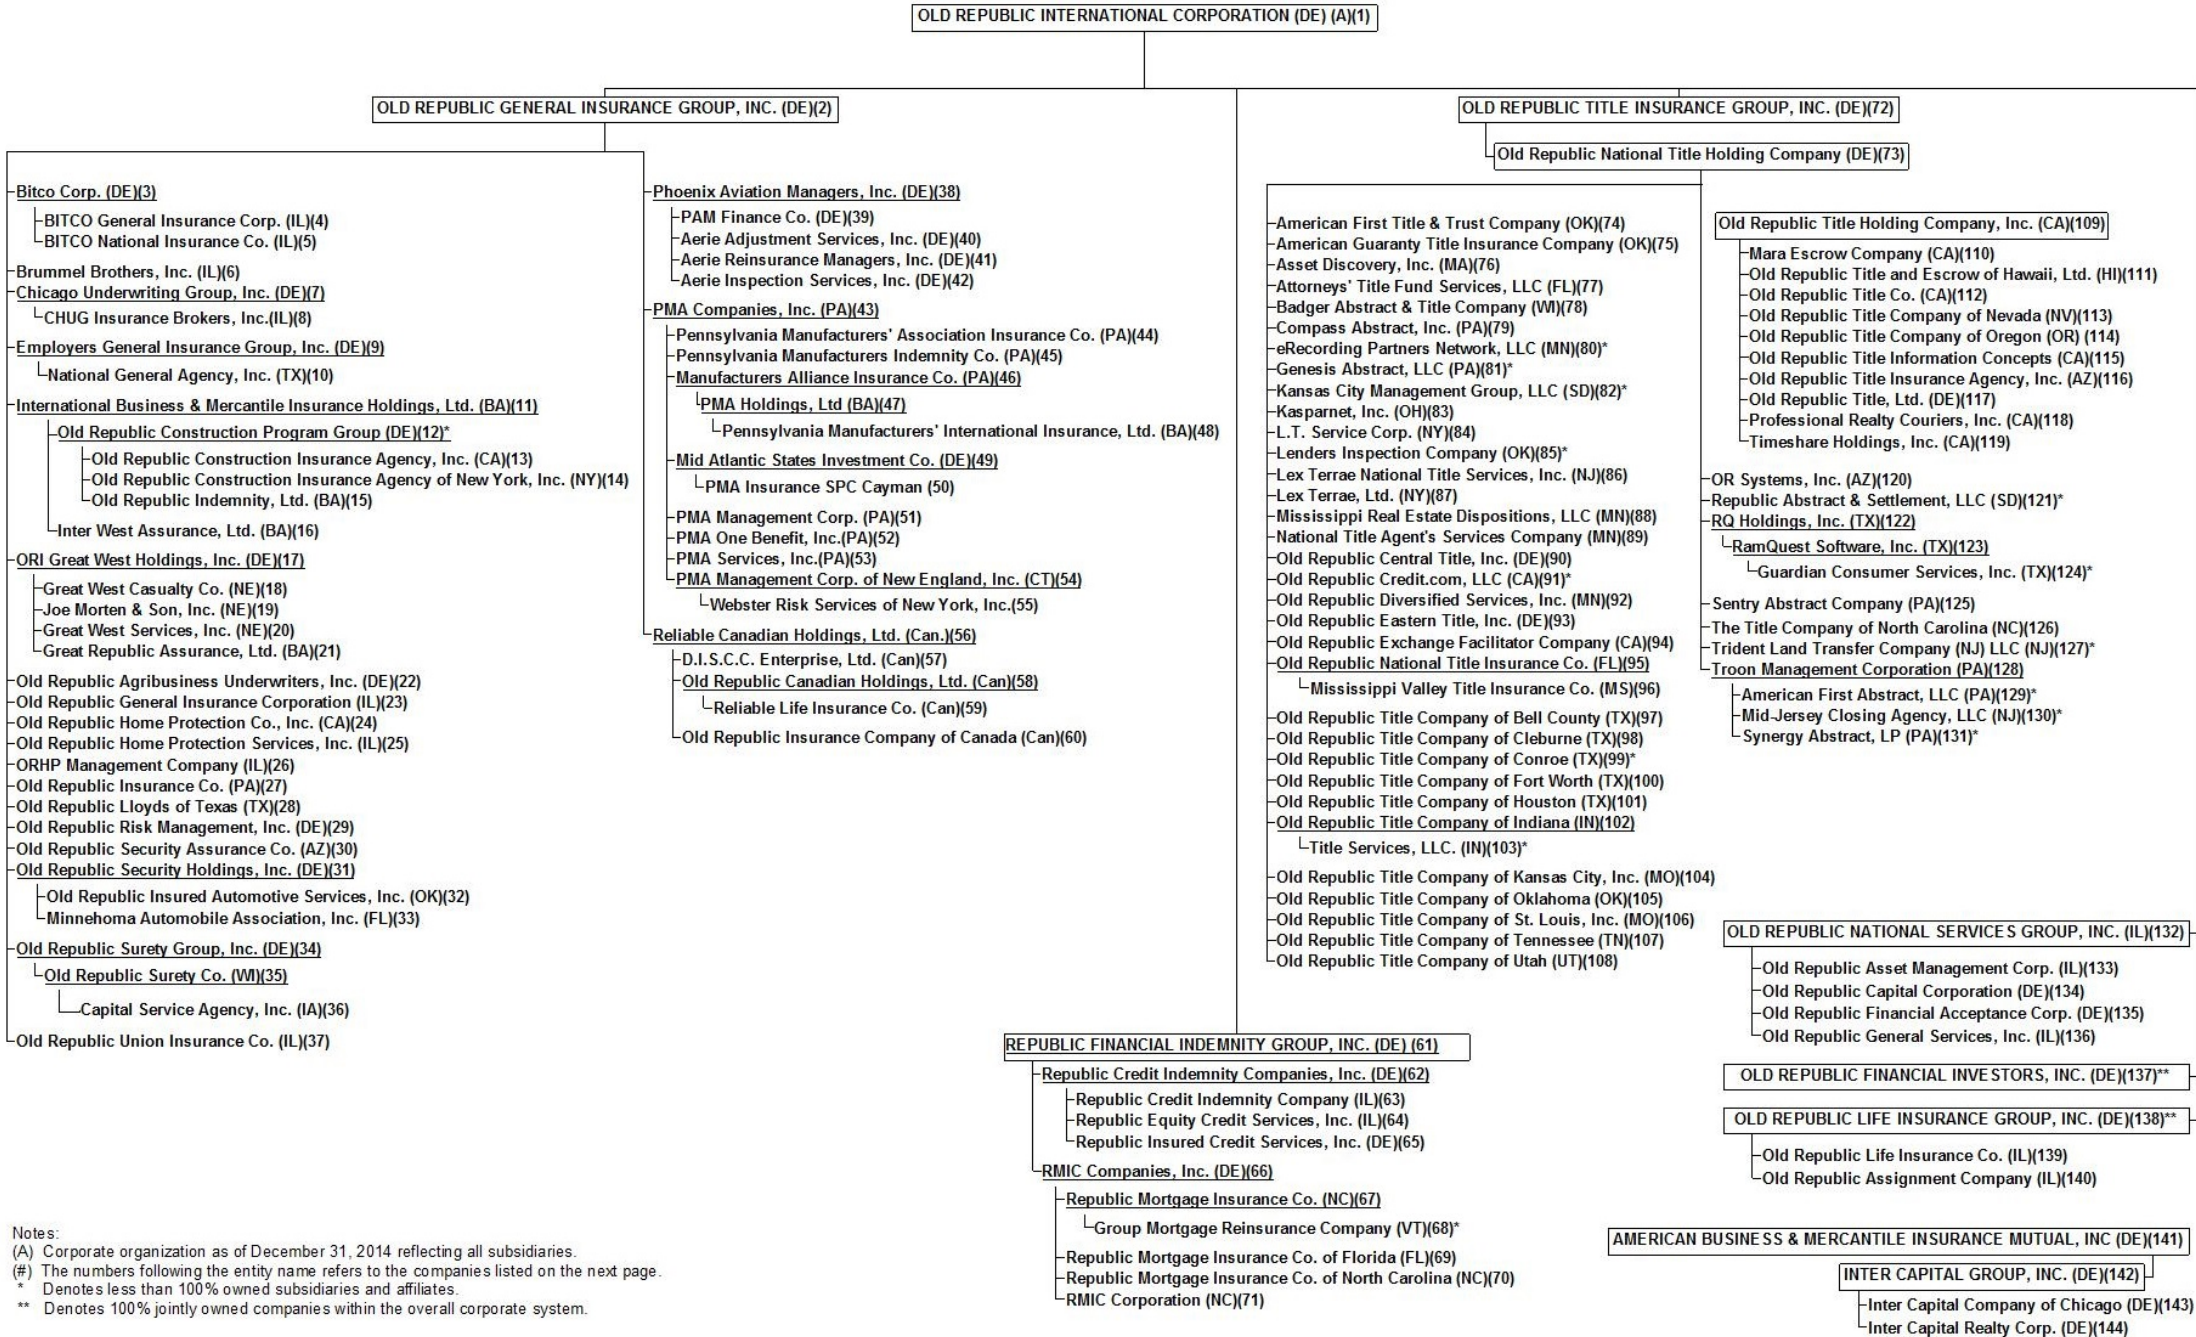 OLD REPUBLIC INTERNATIONAL CORPORATION (DE) (A)(1)
OLD REPUBLIC GENERAL INSURANCE GROUP, INC. (DE)(2)
Bitco Corp. (DE)(3)
BITCO General Insurance Corp. (IL)(4)
BITCO National Insurance Co. (IL)(5)
Brummel Brothers, Inc. (IL)(6)
Chicago Underwriting Group, Inc. (DE)(7)
CHUG Insurance Brokers, Inc.(IL)(8)
Employers General Insurance Group, Inc. (DE)(9)
National General Agency, Inc. (TX)(10)
International Business & Mercantile Insurance Holdings, Ltd. (BA)(11)
Old Republic Construction Program Group (DE)(12)*
Old Republic Construction Insurance Agency, Inc. (CA)(13)
Old Republic Construction Insurance Agency of New York, Inc. (NY)(14)
Old Republic Indemnity, Ltd. (BA)(15)
Inter West Assurance, Ltd. (BA)(16)
ORI Great West Holdings, Inc. (DE)(17)
Great West Casualty Co. (NE)(18)
Joe Morten & Son, Inc. (NE)(19)
Great West Services, Inc. (NE)(20)
Great Republic Assurance, Ltd. (BA)(21)
Old Republic Agribusiness Underwriters, Inc. (DE)(22)
Old Republic General Insurance Corporation (IL)(23)
Old Republic Home Protection Co., Inc. (CA)(24)
Old Republic Home Protection Services, Inc. (IL)(25)
ORHP Management Company (IL)(26)
Old Republic Insurance Co. (PA)(27)
Old Republic Lloyds of Texas (TX)(28)
Old Republic Risk Management, Inc. (DE)(29)
Old Republic Security Assurance Co. (AZ)(30)
Old Republic Security Holdings, Inc. (DE)(31)
Old Republic Insured Automotive Services, Inc. (OK)(32)
Minnehoma Automobile Association, Inc. (FL)(33)
Old Republic Surety Group, Inc. (DE)(34)
Old Republic Surety Co. (WI)(35)
Capital Service Agency, Inc. (IA)(36)
Old Republic Union Insurance Co. (IL)(37)
Phoenix Aviation Managers, Inc. (DE)(38)
PAM Finance Co. (DE)(39)
Aerie Adjustment Services, Inc. (DE)(40)
Aerie Reinsurance Managers, Inc. (DE)(41)
Aerie Inspection Services, Inc. (DE)(42)
PMA Companies, Inc. (PA)(43)
Pennsylvania Manufacturers' Association Insurance Co. (PA)(44)
Pennsylvania Manufacturers Indemnity Co. (PA)(45)
Manufacturers Alliance Insurance Co. (PA)(46)
PMA Holdings, Ltd (BA)(47)
Pennsylvania Manufacturers' International Insurance, Ltd. (BA)(48)
Mid Atlantic States Investment Co. (DE)(49)
PMA Insurance SPC Cayman (50)
PMA Management Corp. (PA)(51)
PMA One Benefit, Inc.(PA)(52)
PMA Services, Inc.(PA)(53)
PMA Management Corp. of New England, Inc. (CT)(54)
Webster Risk Services of New York, Inc.(55)
Reliable Canadian Holdings, Ltd. (Can.)(56)
D.I.S.C.C. Enterprise, Ltd. (Can)(57)
Old Republic Canadian Holdings, Ltd. (Can)(58)
Reliable Life Insurance Co. (Can)(59)
Old Republic Insurance Company of Canada (Can)(60)
REPUBLIC FINANCIAL INDEMNITY GROUP, INC. (DE) (61)
Republic Credit Indemnity Companies, Inc. (DE)(62)
Republic Credit Indemnity Company (IL)(63)
Republic Equity Credit Services, Inc. (IL)(64)
Republic Insured Credit Services, Inc. (DE)(65)
RMIC Companies, Inc. (DE)(66)
Republic Mortgage Insurance Co. (NC)(67)
Group Mortgage Reinsurance Company (VT)(68)*
Republic Mortgage Insurance Co. of Florida (FL)(69)
Republic Mortgage Insurance Co. of North Carolina (NC)(70)
RMIC Corporation (NC)(71)
OLD REPUBLIC TITLE INSURANCE GROUP, INC. (DE)(72)
Old Republic National Title Holding Company (DE)(73)
American First Title & Trust Company (OK)(74)
American Guaranty Title Insurance Company (OK)(75)
Asset Discovery, Inc. (MA)(76)
Attorneys' Title Fund Services, LLC (FL)(77)
Badger Abstract & Title Company (WI)(78)
Compass Abstract, Inc. (PA)(79)
eRecording Partners Network, LLC (MN)(80)*
Genesis Abstract, LLC (PA)(81)*
Kansas City Management Group, LLC (SD)(82)*
Kasparnet, Inc. (OH)(83)
L.T. Service Corp. (NY)(84)
Lenders Inspection Company (OK)(85)*
Lex Terrae National Title Services, Inc. (NJ)(86)
Lex Terrae, Ltd. (NY)(87)
Mississippi Real Estate Dispositions, LLC (MN)(88)
National Title Agent's Services Company (MN)(89)
Old Republic Central Title, Inc. (DE)(90)
Old Republic Credit.com, LLC (CA)(91)*
Old Republic Diversified Services, Inc. (MN)(92)
Old Republic Eastern Title, Inc. (DE)(93)
Old Republic Exchange Facilitator Company (CA)(94)
Old Republic National Title Insurance Co. (FL)(95)
Mississippi Valley Title Insurance Co. (MS)(96)
Old Republic Title Company of Bell County (TX)(97)
Old Republic Title Company of Cleburne (TX)(98)
Old Republic Title Company of Conroe (TX)(99)*
Old Republic Title Company of Fort Worth (TX)(100)
Old Republic Title Company of Houston (TX)(101)
Old Republic Title Company of Indiana (IN)(102)
Title Services, LLC. (IN)(103)*
Old Republic Title Company of Kansas City, Inc. (MO)(104)
Old Republic Title Company of Oklahoma (OK)(105)
Old Republic Title Company of St. Louis, Inc. (MO)(106)
Old Republic Title Company of Tennessee (TN)(107)
Old Republic Title Company of Utah (UT)(108)
Old Republic Title Holding Company, Inc. (CA)(109)
Mara Escrow Company (CA)(110)
Old Republic Title and Escrow of Hawaii, Ltd. (HI)(111)
Old Republic Title Co. (CA)(112)
Old Republic Title Company of Nevada (NV)(113)
Old Republic Title Company of Oregon (OR) (114)
Old Republic Title Information Concepts (CA)(115)
Old Republic Title Insurance Agency, Inc. (AZ)(116)
Old Republic Title, Ltd. (DE)(117)
Professional Realty Couriers, Inc. (CA)(118)
Timeshare Holdings, Inc. (CA)(119)
OR Systems, Inc. (AZ)(120)
Republic Abstract & Settlement, LLC (SD)(121)*
RQ Holdings, Inc. (TX)(122)
RamQuest Software, Inc. (TX)(123)
Guardian Consumer Services, Inc. (TX)(124)*
Sentry Abstract Company (PA)(125)
The Title Company of North Carolina (NC)(126)
Trident Land Transfer Company (NJ) LLC (NJ)(127)*
Troon Management Corporation (PA)(128)
American First Abstract, LLC (PA)(129)*
Mid-Jersey Closing Agency, LLC (NJ)(130)*
Synergy Abstract, LP (PA)(131)*
OLD REPUBLIC NATIONAL SERVICES GROUP, INC. (IL)(132)
Old Republic Asset Management Corp. (IL)(133)
Old Republic Capital Corporation (DE)(134)
Old Republic Financial Acceptance Corp. (DE)(135)
Old Republic General Services, Inc. (IL)(136)
OLD REPUBLIC FINANCIAL INVESTORS, INC. (DE)(137)**
OLD REPUBLIC LIFE INSURANCE GROUP, INC. (DE)(138)**
Old Republic Life Insurance Co. (IL)(139)
Old Republic Assignment Company (IL)(140)
AMERICAN BUSINESS & MERCANTILE INSURANCE MUTUAL, INC (DE)(141)
INTER CAPITAL GROUP, INC. (DE)(142)
Inter Capital Company of Chicago (DE)(143)
Inter Capital Realty Corp. (DE)(144)
Notes:
(A) Corporate organization as of December 31, 2014 reflecting all subsidiaries.
(#) The numbers following the entity name refers to the companies listed on the next page.
* Denotes less than 100% owned subsidiaries and affiliates.
** Denotes 100% jointly owned companies within the overall corporate system.